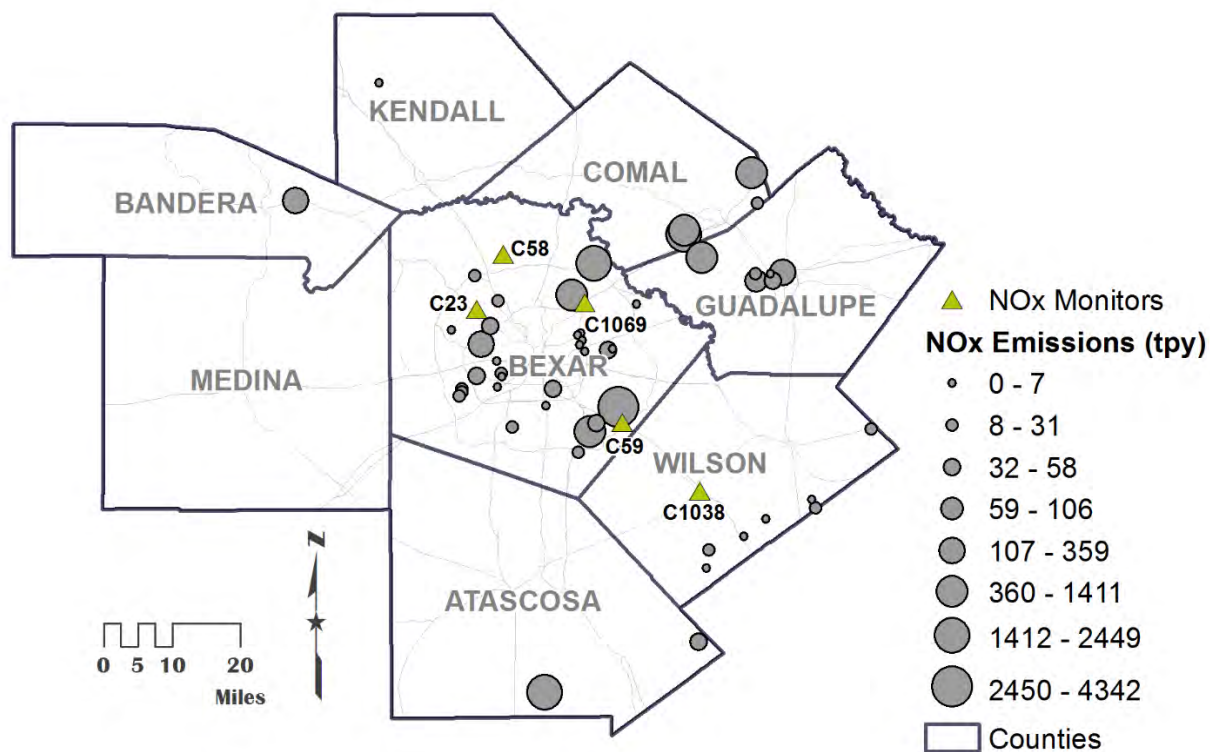 KENDALL
COMAL
BANDERA
C58
C23
C1069
GUADALUPE
BEXAR
MEDINA
C59
WILSON
C1038
ATASCOSA
N
0 5 10 20
Miles
NOx Monitors
NOx Emissions (tpy)
0 - 7
8 - 31
32 - 58
59 - 106
107 - 359
360 - 1411
1412 - 2449
2450 - 4342
Counties